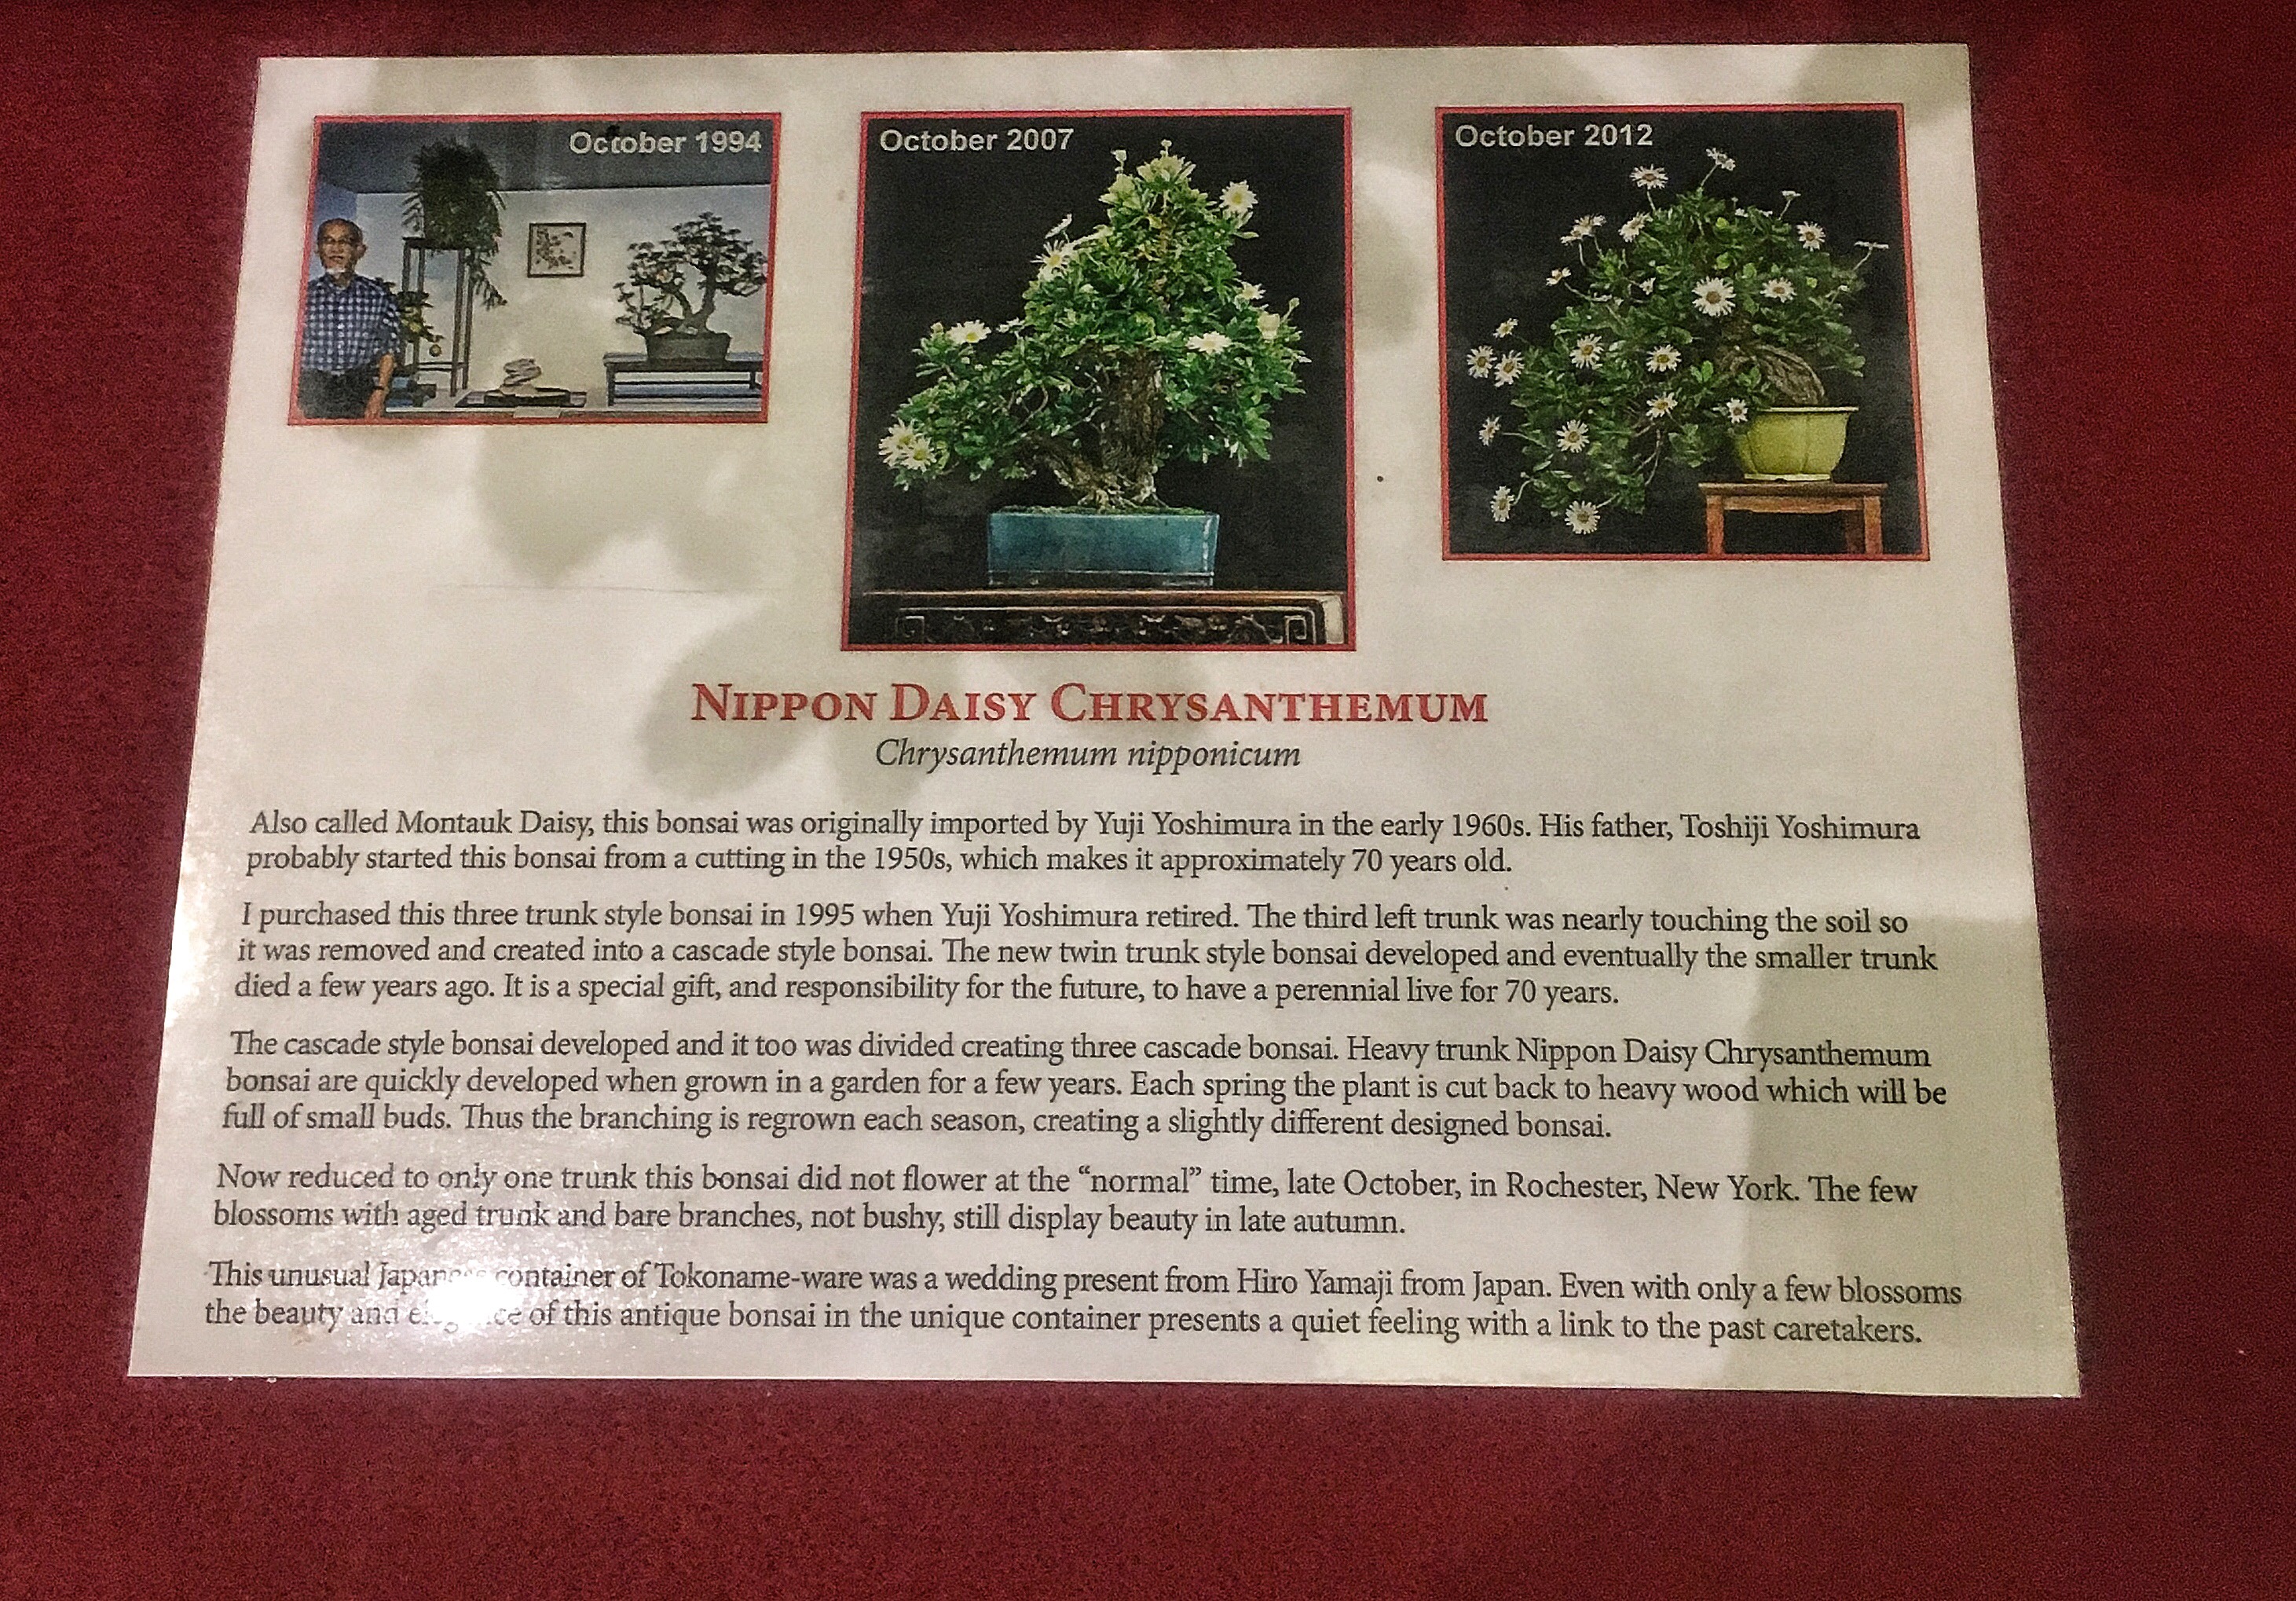 October 1994
October 2007
October 2012
NIPPON DAISY CHRYSANTHEMUM
Chrysanthemum nipponicum
Also called Montauk Daisy, this bonsai was originally imported by Yuji Yoshimura in the early 1960s. His father, Toshiji Yoshimura
probably started this bonsai from a cutting in the 1950s, which makes it approximately 70 years old.
I purchased this three trunk style bonsai in 1995 when Yuji Yoshimura retired. The third left trunk was nearly touching the soil so
it was removed and created into a cascade style bonsai. The new twin trunk style bonsai developed and eventually the smaller trunk
died a few years ago. It is a special gift, and responsibility for the future, to have a perennial live for 70 years.
The cascade style bonsai developed and it too was divided creating three cascade bonsai. Heavy trunk Nippon Daisy Chrysanthemum
bonsai are quickly developed when grown in a garden for a few years. Each spring the plant is cut back to heavy wood which will be
full of small buds. Thus the branching is regrown each season, creating a slightly different designed bonsai.
Now reduced to only one trunk this bonsai did not flower at the “normal” time, late October, in Rochester, New York. The few
blossoms with aged trunk and bare branches, not bushy, still display beauty in late autumn.
This unusual Japanese container of Tokoname-ware was a wedding present from Hiro Yamaji from Japan. Even with only a few blossoms
the beauty and elegance of this antique bonsai in the unique container presents a quiet feeling with a link to the past caretakers.